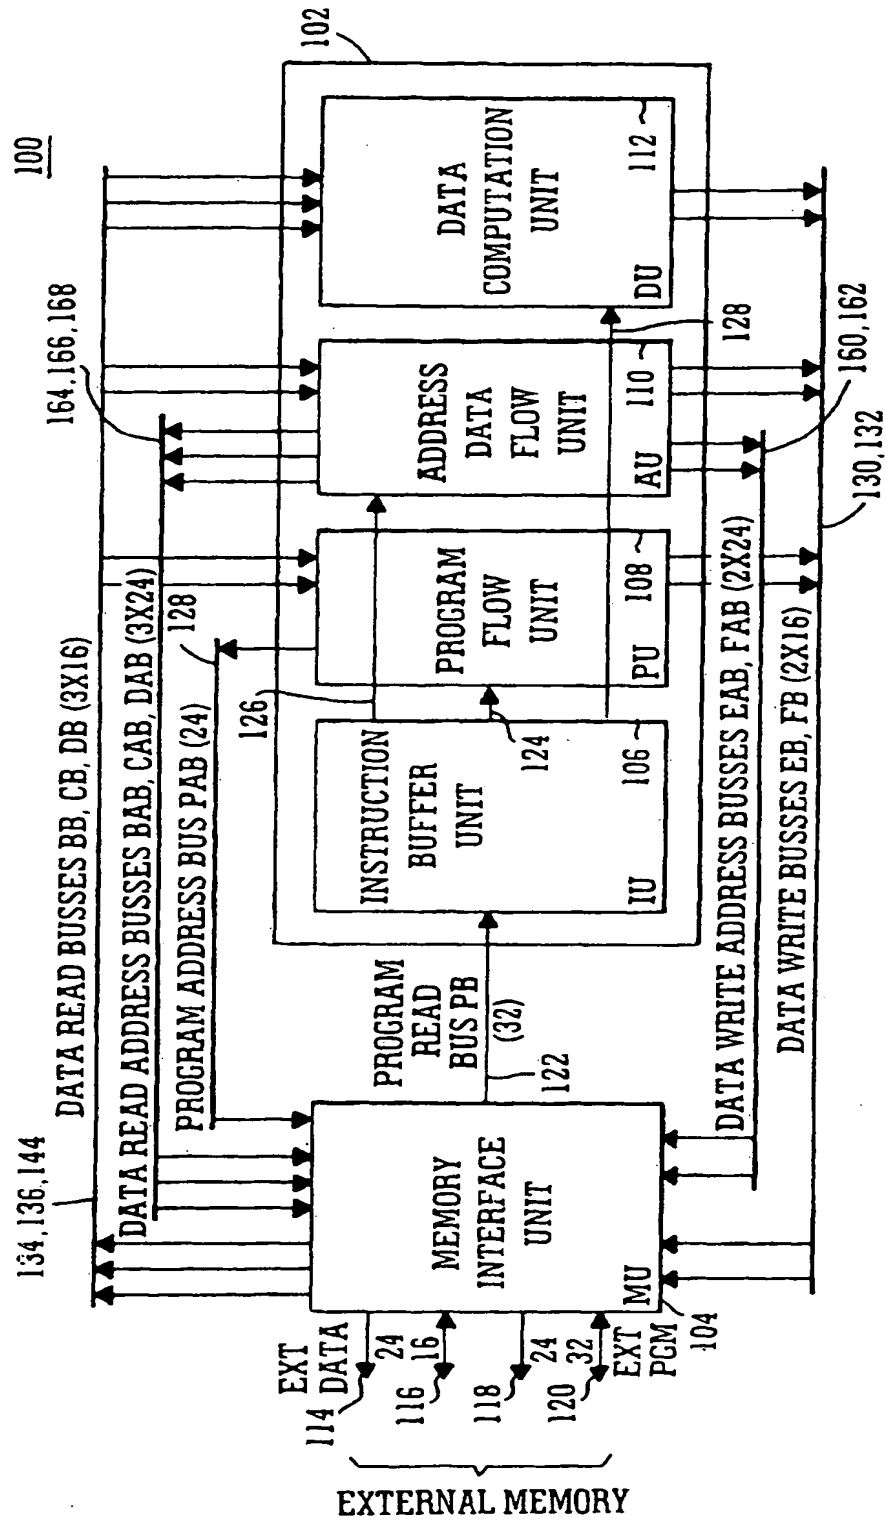 100
134,136,144
DATA READ BUSSES BB, CB, DB (3X16)
164,166,168
DATA READ ADDRESS BUSSES BAB, CAB, DAB (3X24)
PROGRAM ADDRESS BUS PAB (24)
128
102
EXT
DATA
114
24
16
116
118
24
32
120
EXT
PGM
EXTERNAL MEMORY
MEMORY
INTERFACE
UNIT
MU
104
PROGRAM
READ
BUS PB
(32)
122
INSTRUCTION
BUFFER
UNIT
IU
106
126
124
PROGRAM
FLOW
UNIT
PU
108
ADDRESS
DATA
FLOW
UNIT
AU
110
128
DATA
COMPUTATION
UNIT
DU
112
DATA WRITE ADDRESS BUSSES EAB, FAB (2X24)
160,162
DATA WRITE BUSSES EB, FB (2X16)
130,132